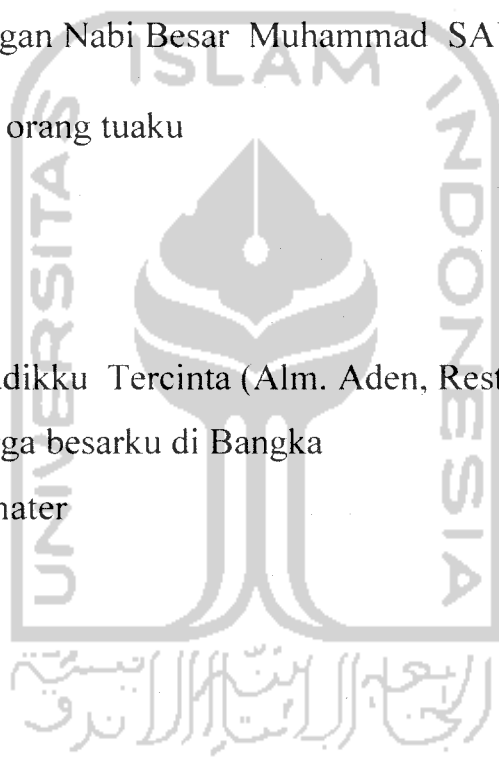 gan Nabi Besar Muhammad SA
ISLAM
orang tuaku
UNIVERSITAS
INDONESIA
dikku Tercinta (Alm. Aden, Rest
ga besarku di Bangka
nater